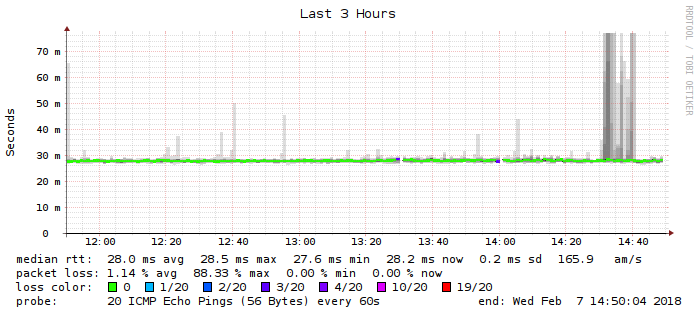 Last 3 Hours
RRDTOOL / TOBI OETIKER
Seconds
70 m
60 m
50 m
40 m
30 m
20 m
10 m
0
12:00 12:20 12:40 13:00 13:20 13:40 14:00 14:20 14:40
median rtt: 28.0 ms avg 28.5 ms max 27.6 ms min 28.2 ms now 0.2 ms sd 165.9 am/s
packet loss: 1.14 % avg 88.33 % max 0.00 % min 0.00 % now
loss color: 0 1/20 2/20 3/20 4/20 10/20 19/20
probe: 20 ICMP Echo Pings (56 Bytes) every 60s end: Wed Feb 7 14:50:04 2018